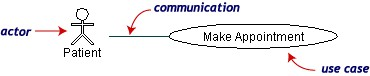 communication
actor
Make Appointment
Patient
use case